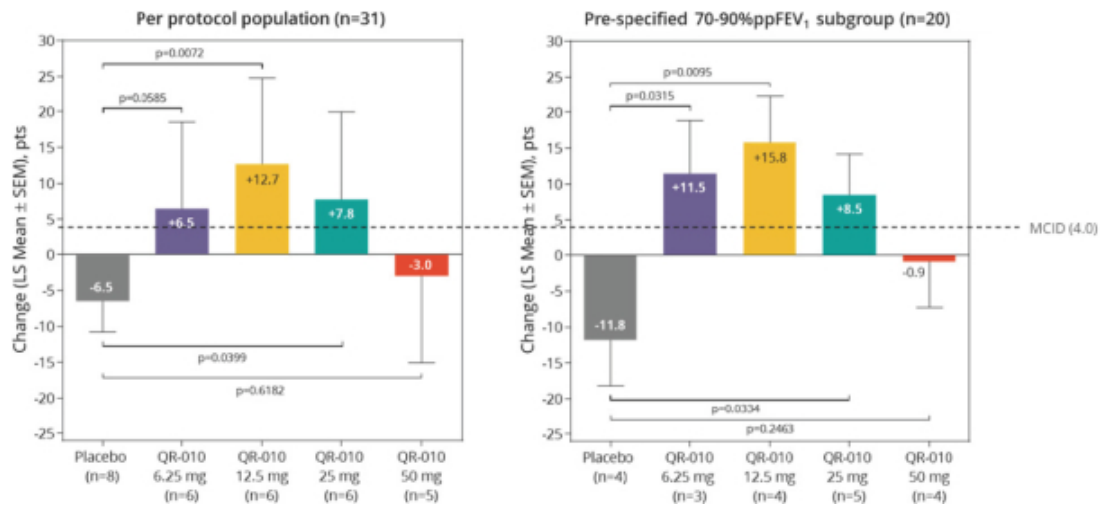 Per protocol population (n=31)
Change (LS Mean ± SEM), pts
30
25
20
15
10
5
0
-5
-10
-15
-20
-25
p=0.0072
p=0.0585
+6.5
+12.7
+7.8
-6.5
-3.0
p=0.0399
p=0.6182
Placebo
(n=8)
QR-010
6.25 mg
(n=6)
QR-010
12.5 mg
(n=6)
QR-010
25 mg
(n=6)
QR-010
50 mg
(n=5)
Pre-specified 70-90%ppFEV₁ subgroup (n=20)
Change (LS Mean ± SEM), pts
30
25
20
15
10
5
0
-5
-10
-15
-20
-25
p=0.0095
p=0.0315
+11.5
+15.8
+8.5
-11.8
-0.9
p=0.0334
p=0.2463
MCID (4.0)
Placebo
(n=4)
QR-010
6.25 mg
(n=3)
QR-010
12.5 mg
(n=4)
QR-010
25 mg
(n=5)
QR-010
50 mg
(n=4)